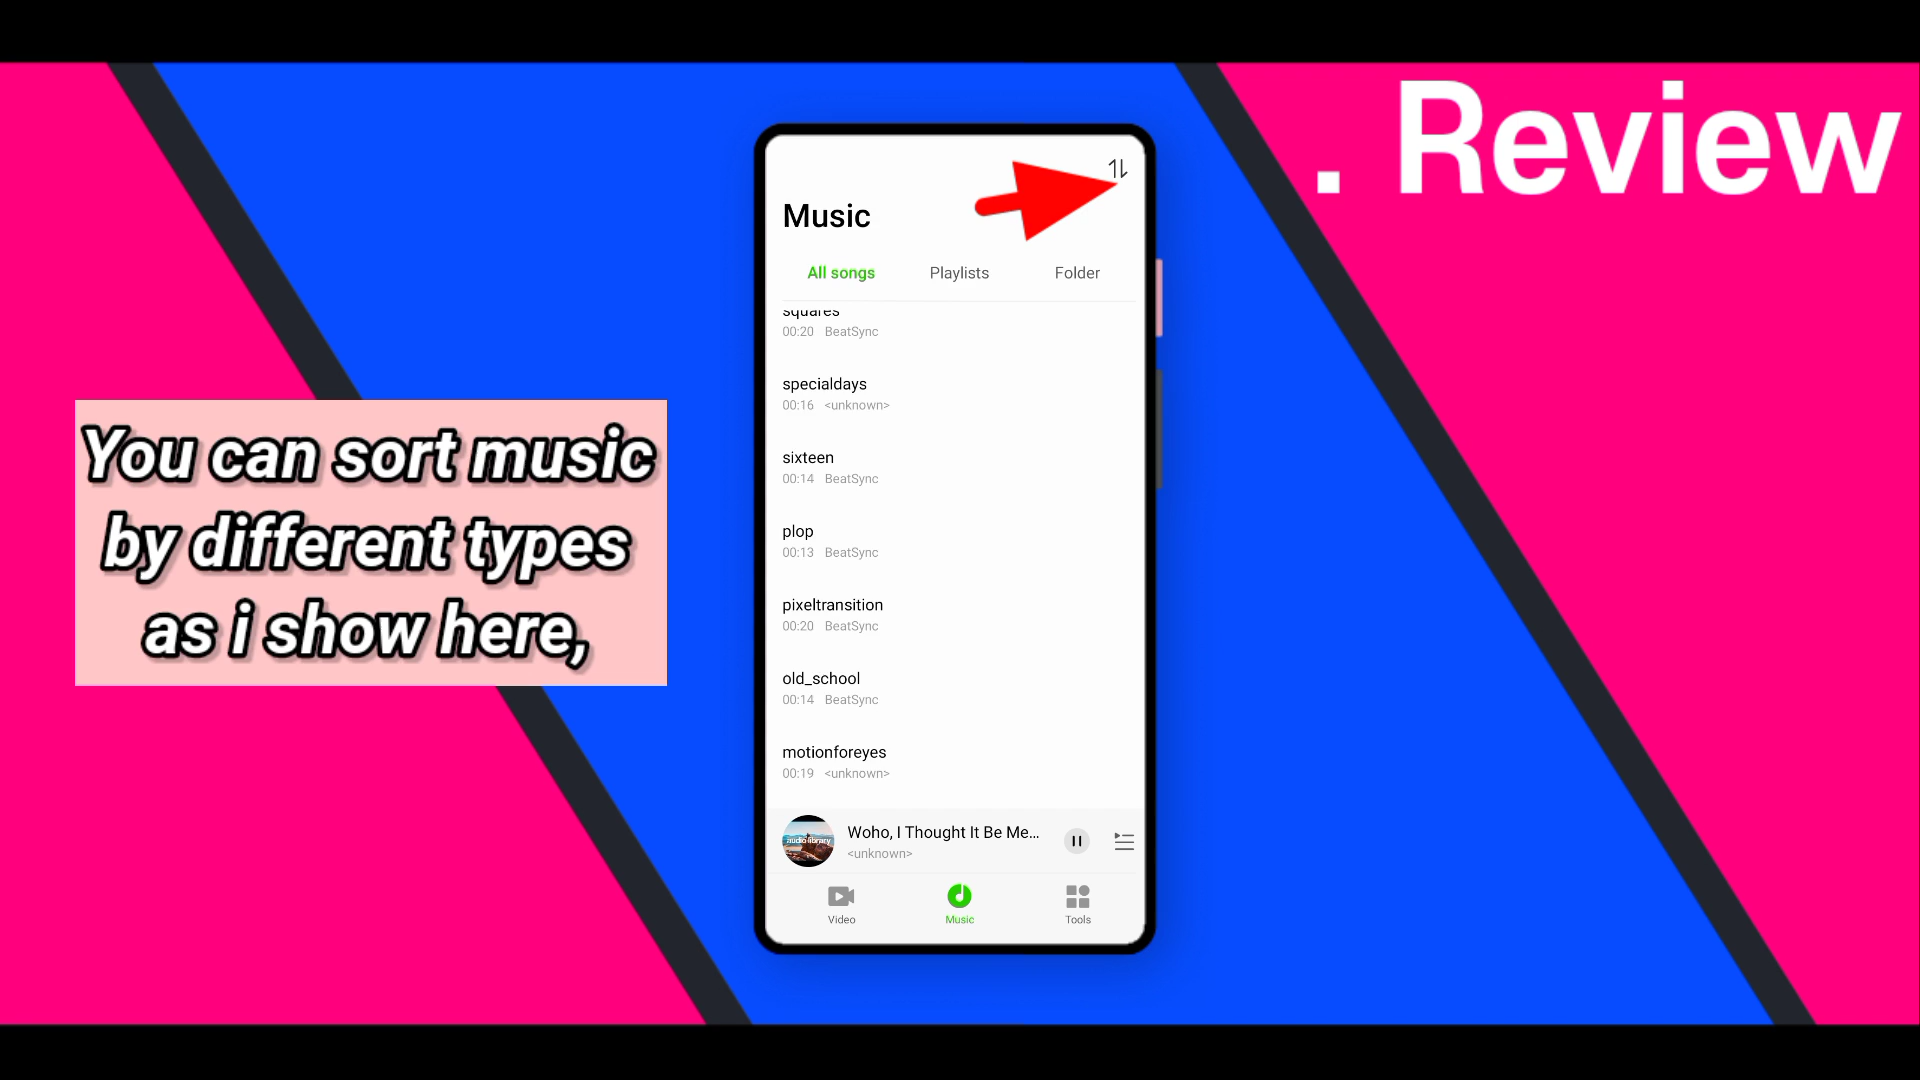 . Review
Music
All songs Playlists Folder
squares
00:20 BeatSync
specialdays
00:16 <unknown>
sixteen
00:14 BeatSync
plop
00:13 BeatSync
pixeltransition
00:20 BeatSync
old_school
00:14 BeatSync
motionforeyes
00:19 <unknown>
audio library
Woho, I Thought It Be Me...
<unknown>
Video Music Tools
You can sort music
by different types
as i show here,